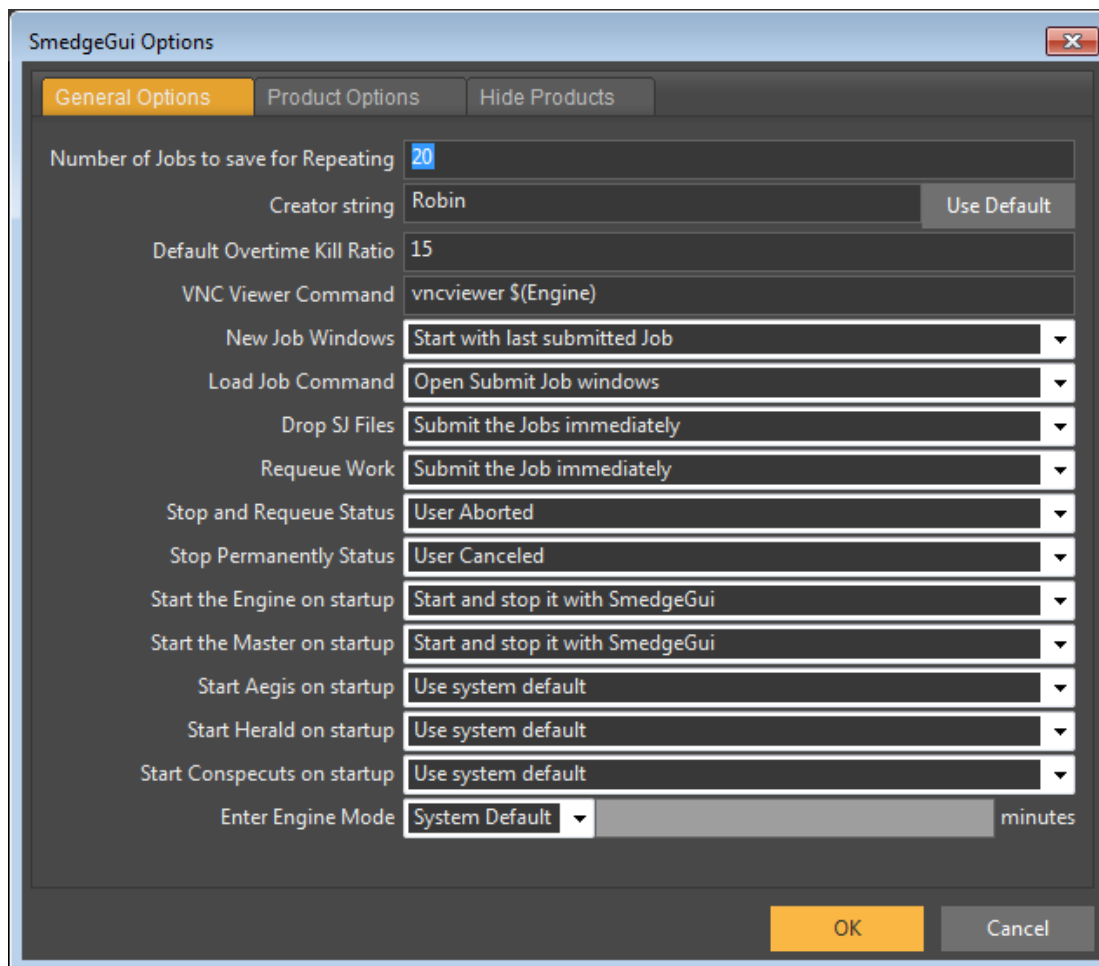 SmedgeGui Options
General Options Product Options Hide Products
Number of Jobs to save for Repeating 20
Creator string Robin Use Default
Default Overtime Kill Ratio 15
VNC Viewer Command vncviewer $(Engine)
New Job Windows Start with last submitted Job
Load Job Command Open Submit Job windows
Drop SJ Files Submit the Jobs immediately
Requeue Work Submit the Job immediately
Stop and Requeue Status User Aborted
Stop Permanently Status User Canceled
Start the Engine on startup Start and stop it with SmedgeGui
Start the Master on startup Start and stop it with SmedgeGui
Start Aegis on startup Use system default
Start Herald on startup Use system default
Start Conspecuts on startup Use system default
Enter Engine Mode System Default minutes
OK Cancel